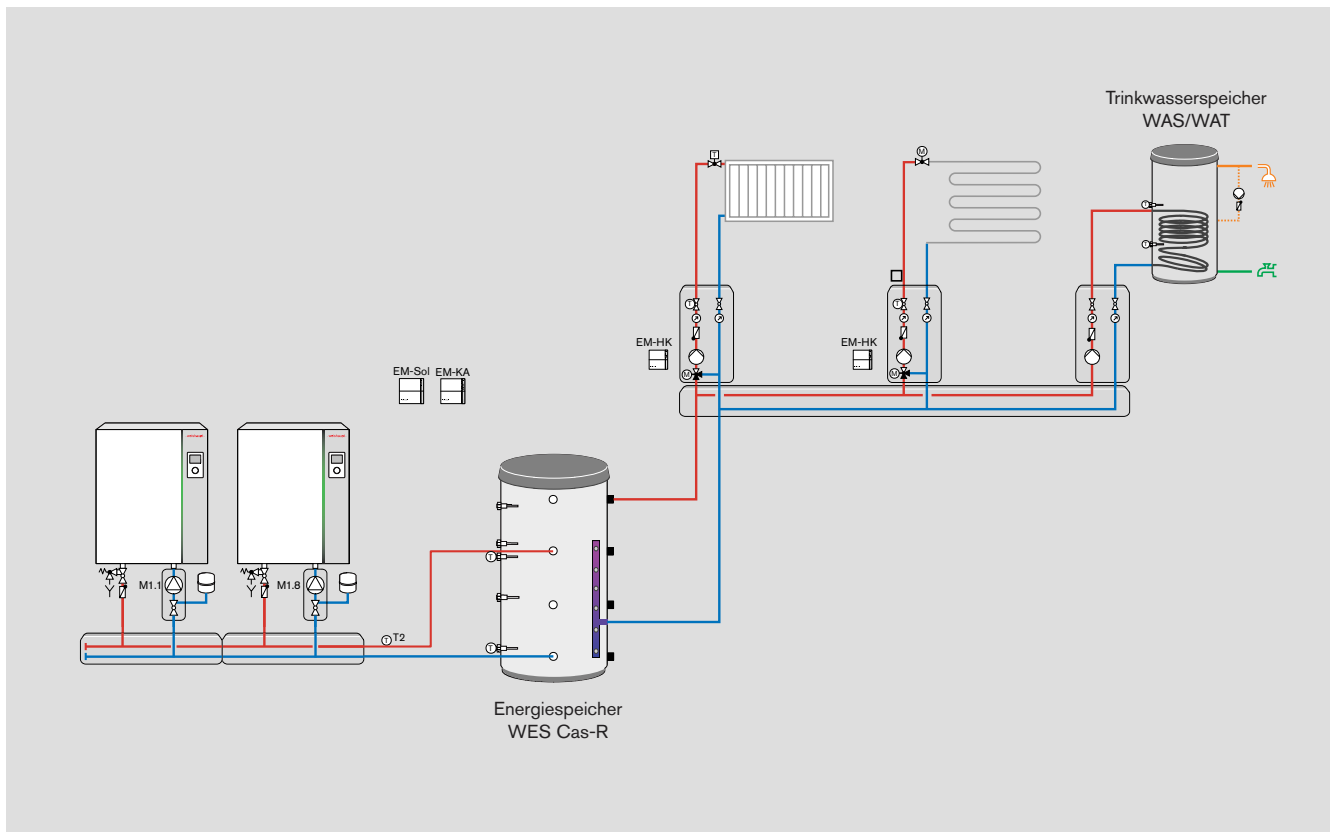 Trinkwasserspeicher
WAS/WAT
T
M
T
T
T
T
EM-HK
EM-HK
M
M
EM-Sol EM-KA
T
M1.1
M1.8
T T2
T
Energiespeicher
WES Cas-R